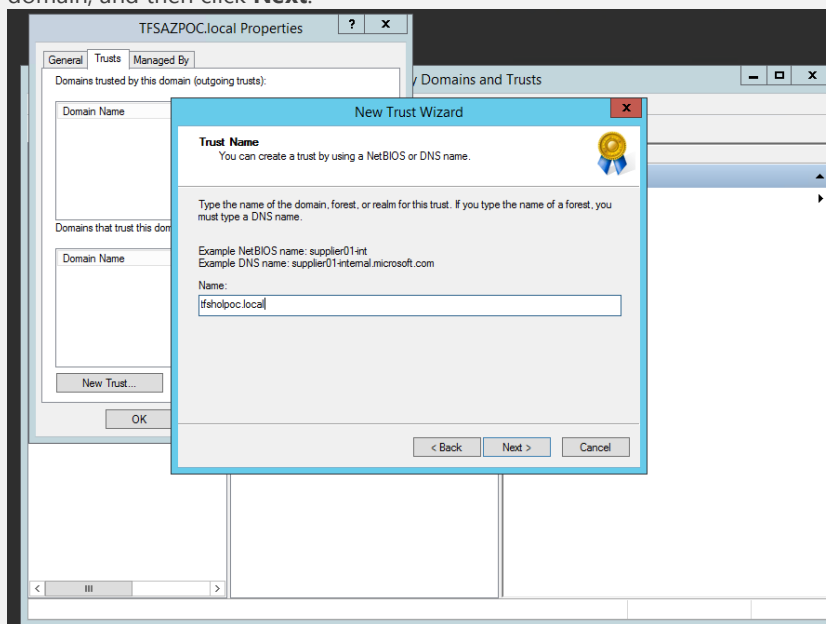 domain, and then click Next.
TFSAZPOC.local Properties
? x
General Trusts Managed By
Domains trusted by this domain (outgoing trusts):
Domain Name
Domains that trust this dom
Domain Name
New Trust...
OK
y Domains and Trusts
x
New Trust Wizard
x
Trust Name
You can create a trust by using a NetBIOS or DNS name.
Type the name of the domain, forest, or realm for this trust. If you type the name of a forest, you
must type a DNS name.
Example NetBIOS name: supplier01-int
Example DNS name: supplier01-internal.microsoft.com
Name:
tfsholpoc.local
< Back Next > Cancel